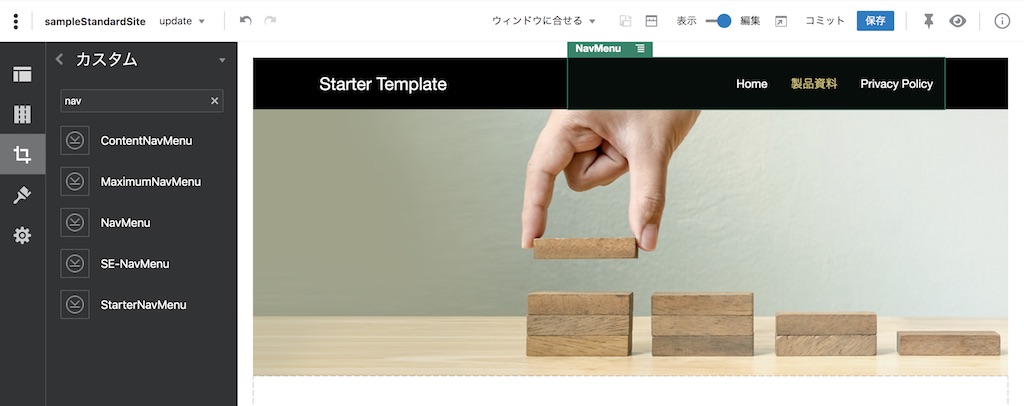 sampleStandardSite update ウィンドウに合せる 表示 編集 コミット 保存
カスタム
nav
ContentNavMenu
MaximumNavMenu
NavMenu
SE-NavMenu
StarterNavMenu
NavMenu
Starter Template Home 製品資料 Privacy Policy